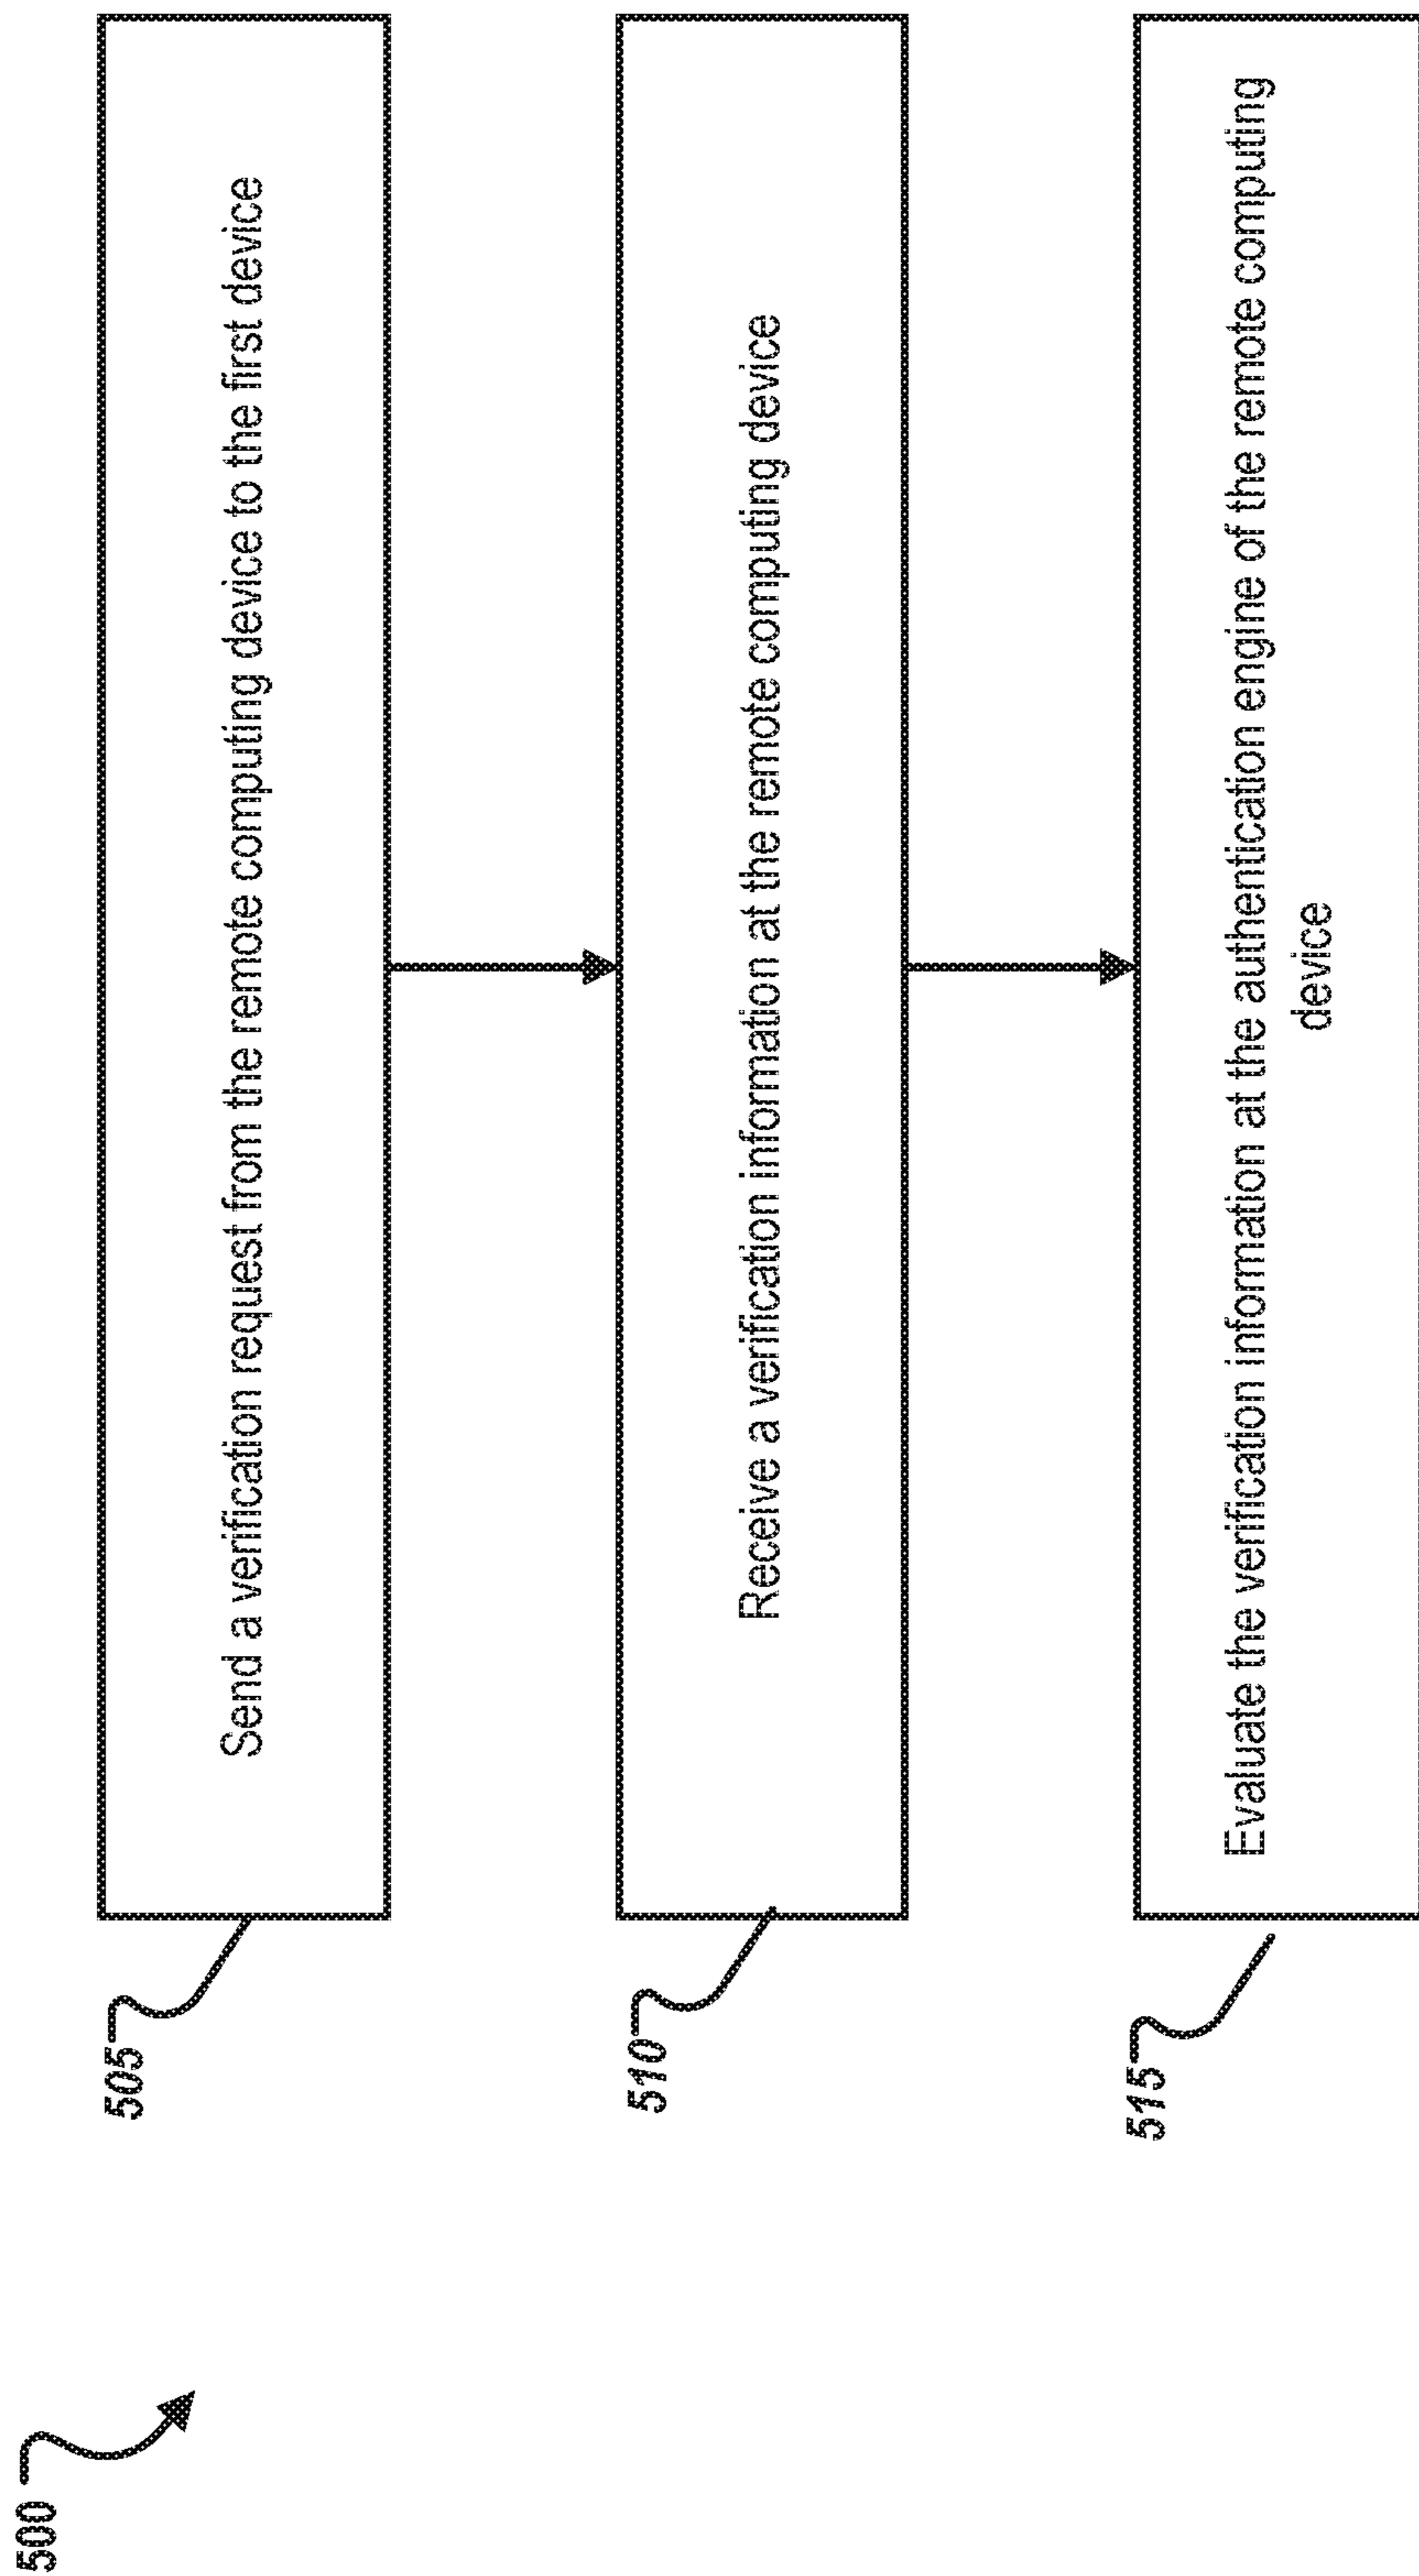 500
505
Send a verification request from the remote computing device to the first device
510
Receive a verification information at the remote computing device
515
Evaluate the verification information at the authentication engine of the remote computing
device